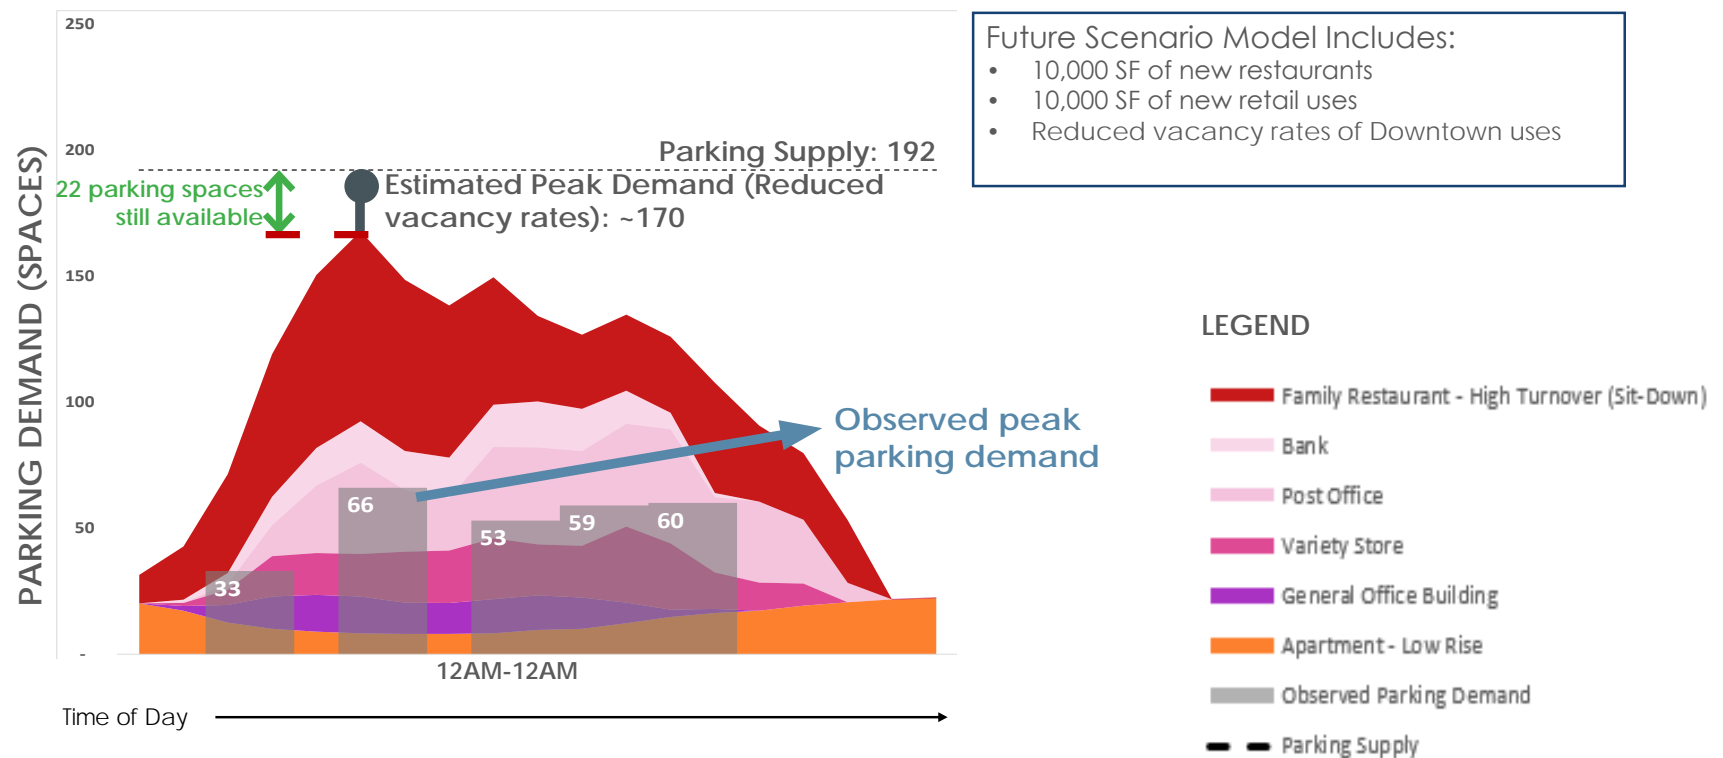 250
200
150
100
50
-
PARKING DEMAND (SPACES)
Parking Supply: 192
22 parking spaces
still available
Estimated Peak Demand (Reduced
vacancy rates): ~170
Observed peak
parking demand
66
33
53
59
60
12AM-12AM
Time of Day
Future Scenario Model Includes:
• 10,000 SF of new restaurants
• 10,000 SF of new retail uses
• Reduced vacancy rates of Downtown uses
LEGEND
Family Restaurant - High Turnover (Sit-Down)
Bank
Post Office
Variety Store
General Office Building
Apartment - Low Rise
Observed Parking Demand
Parking Supply